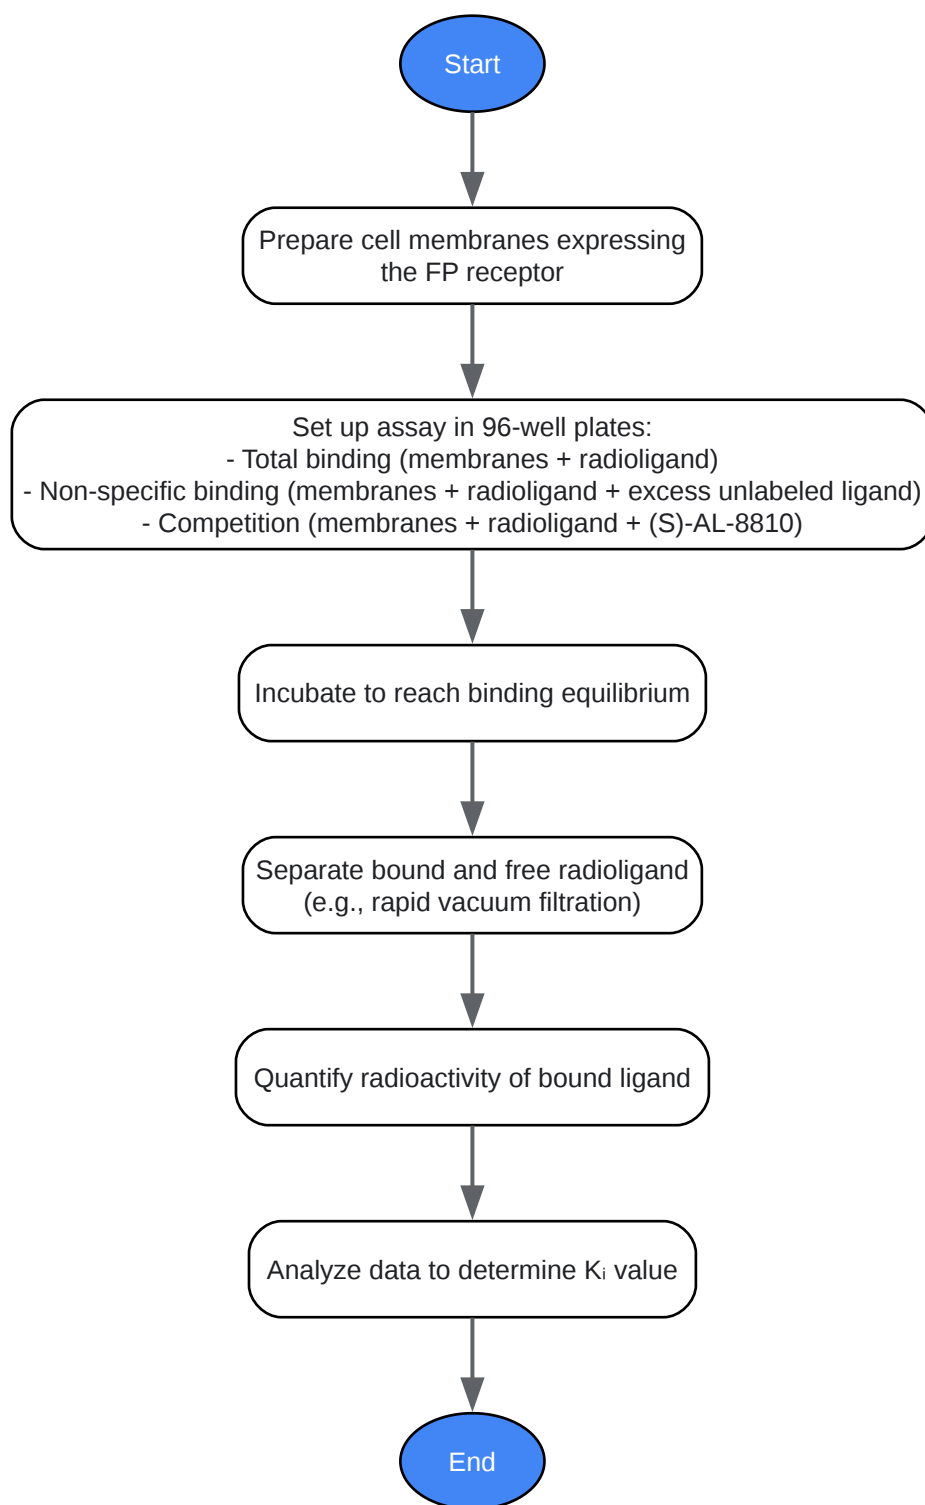 Start
Prepare cell membranes expressing
the FP receptor
Set up assay in 96-well plates:
- Total binding (membranes + radioligand)
- Non-specific binding (membranes + radioligand + excess unlabeled ligand)
- Competition (membranes + radioligand + (S)-AL-8810)
Incubate to reach binding equilibrium
Separate bound and free radioligand
(e.g., rapid vacuum filtration)
Quantify radioactivity of bound ligand
Analyze data to determine Kᵢ value
End